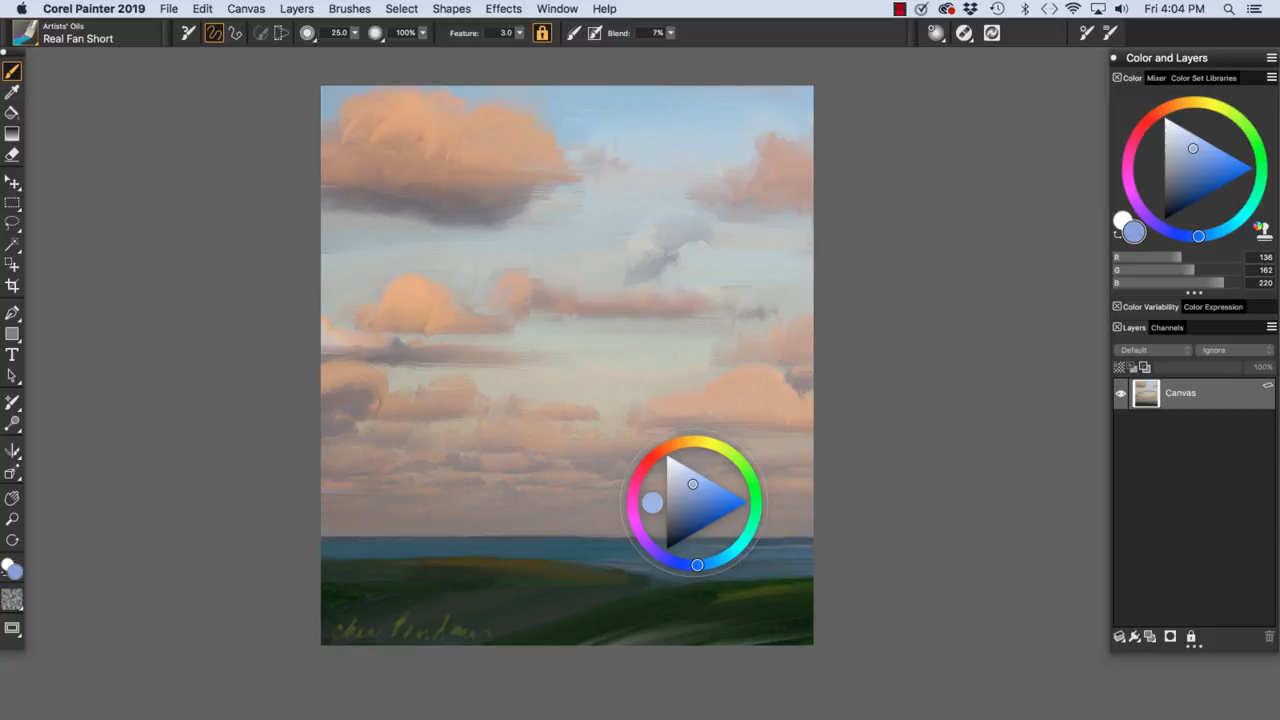 Corel Painter 2019 File Edit Canvas Layers Brushes Select Shapes Effects Window Help Fri 4:04 PM
Artists' Oils
Real Fan Short
25.0 100% Feature: 3.0 Blend: 7%
Color and Layers
Color Mixer Color Set Libraries
R 136
G 162
B 220
Color Variability Color Expression
Layers Channels
Default Ignore
100%
Canvas